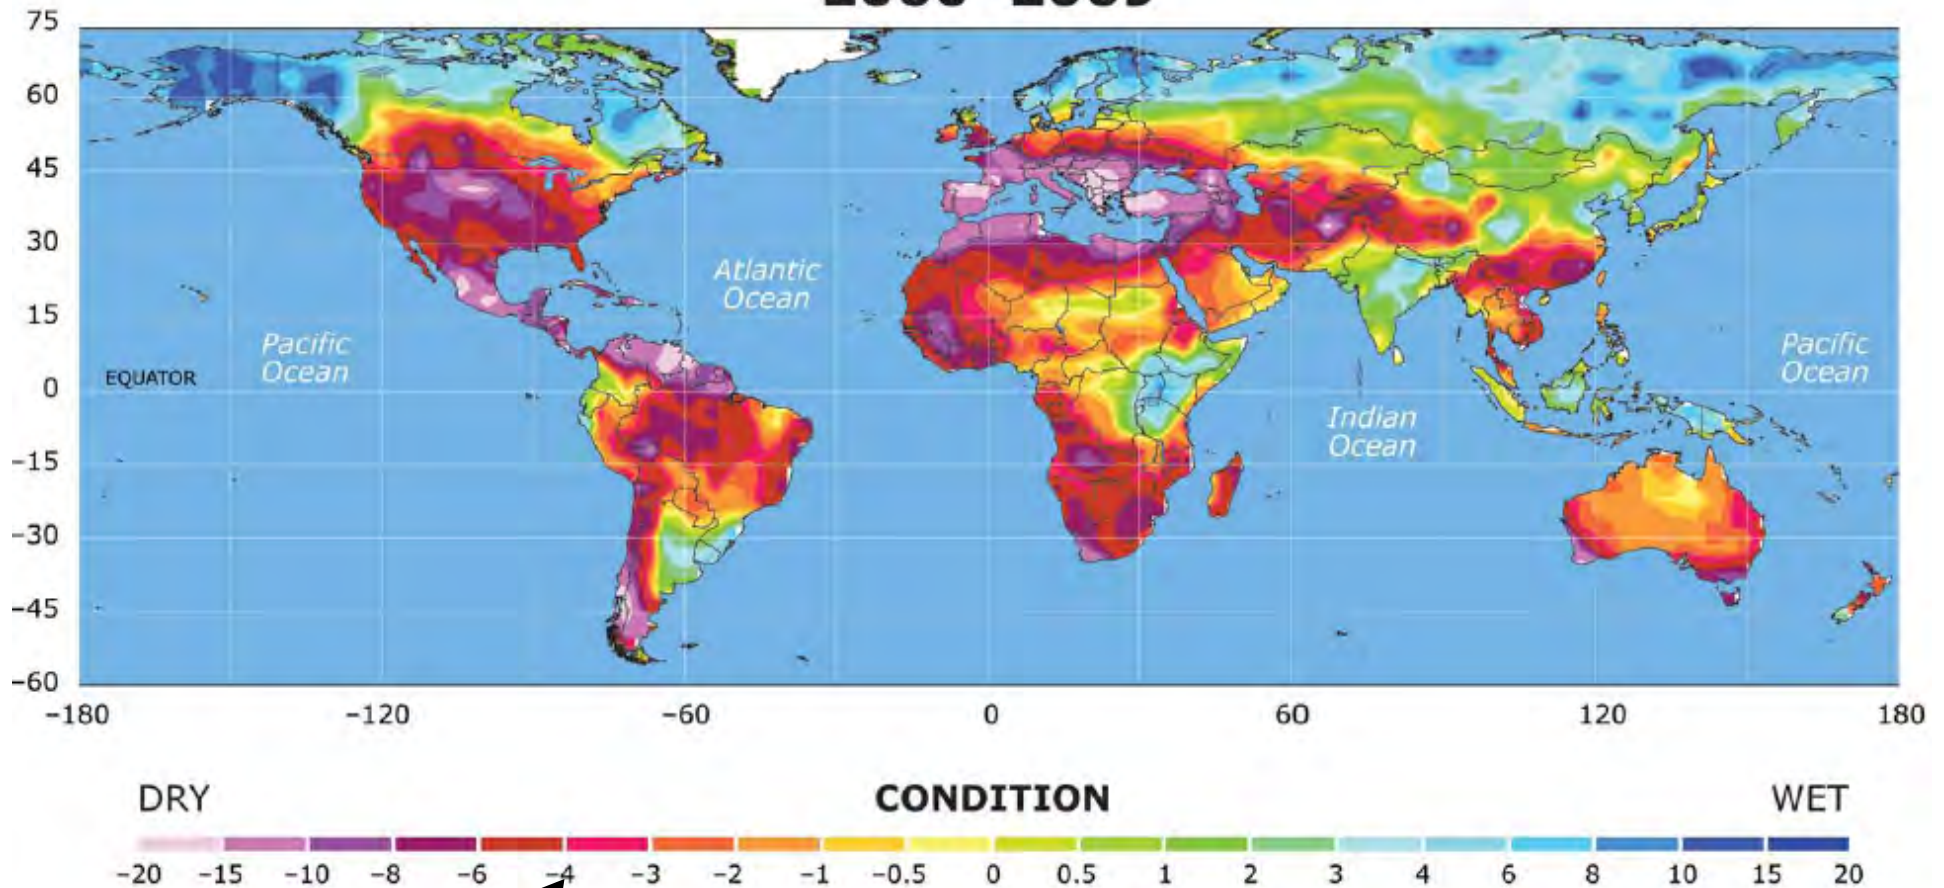 75
60
45
30
15
0
−15
−30
−45
−60
Atlantic
Ocean
Pacific
Ocean
EQUATOR
Indian
Ocean
Pacific
Ocean
−180 −120 −60 0 60 120 180
DRY CONDITION WET
−20 −15 −10 −8 −6 −4 −3 −2 −1 −0.5 0 0.5 1 2 3 4 6 8 10 15 20